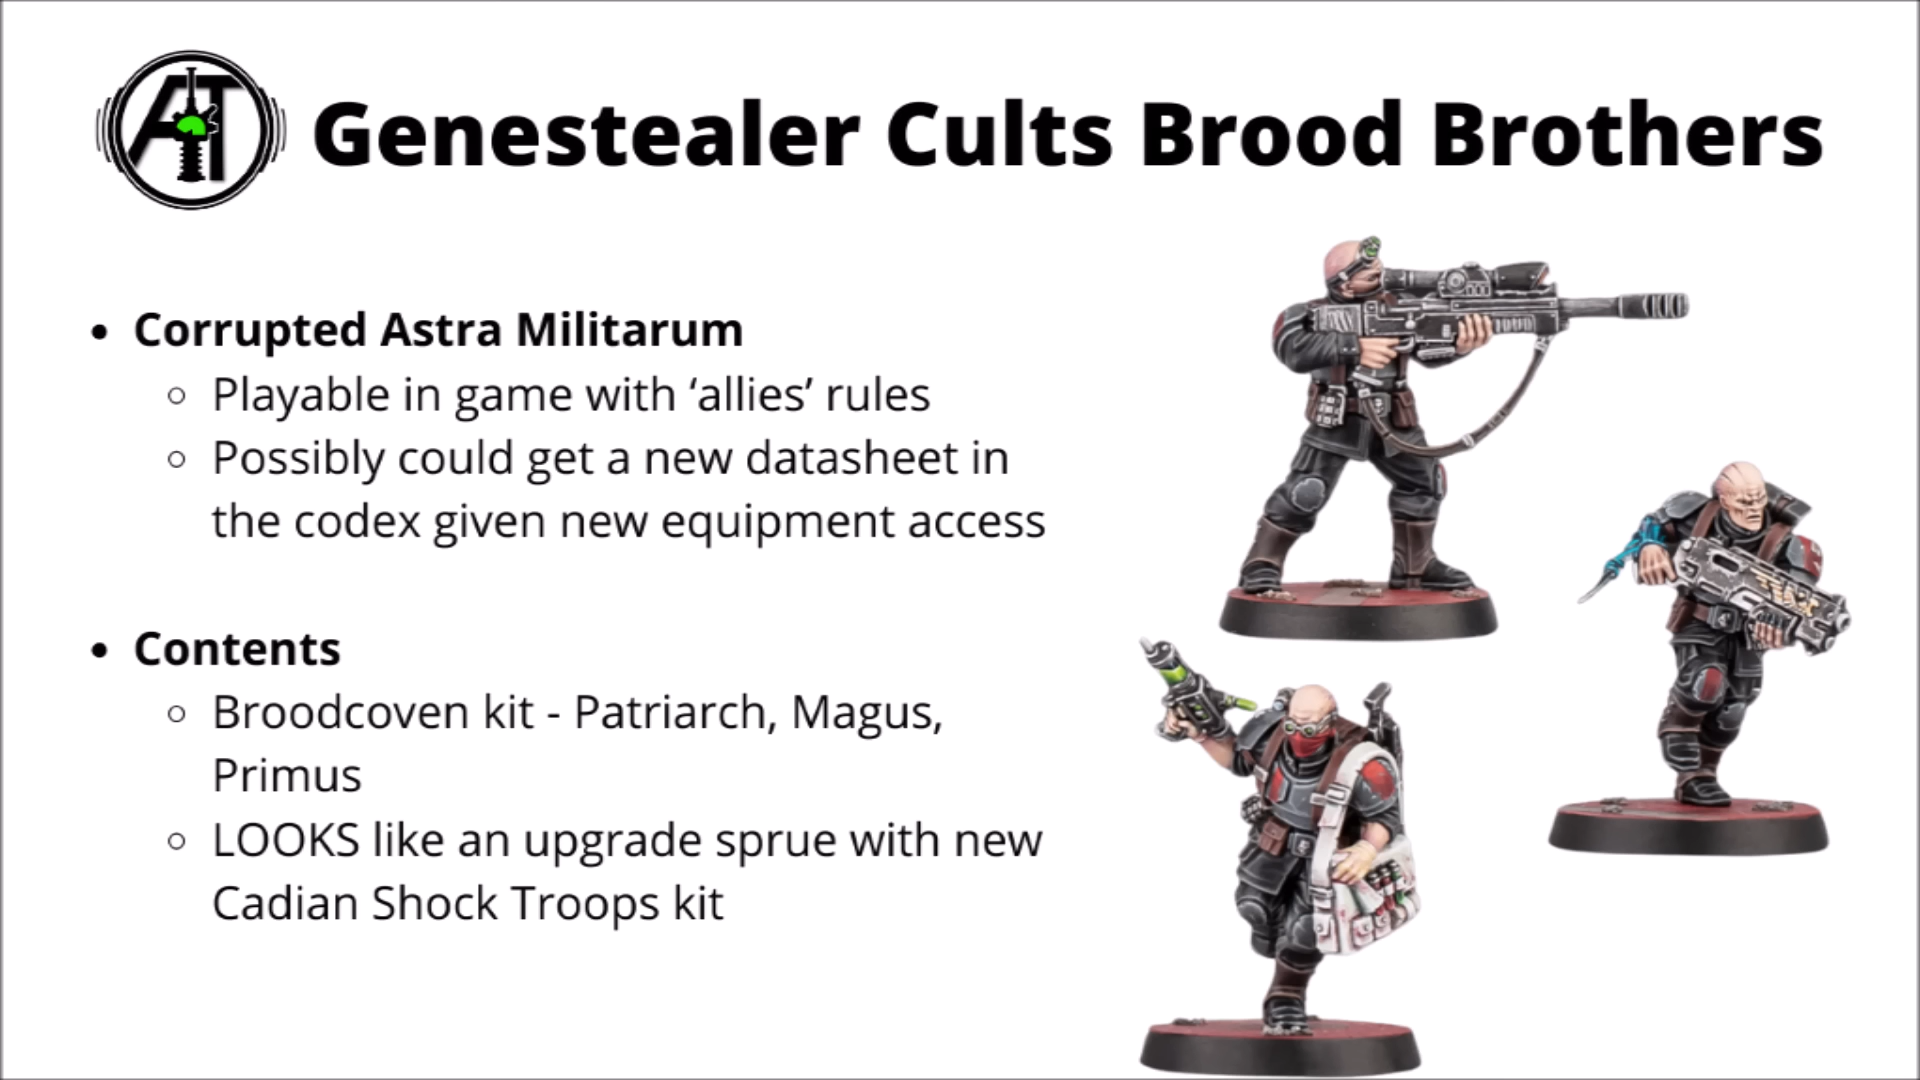 AT
Genestealer Cults Brood Brothers
• Corrupted Astra Militarum
○ Playable in game with ‘allies’ rules
○ Possibly could get a new datasheet in
the codex given new equipment access
• Contents
○ Broodcoven kit - Patriarch, Magus,
Primus
○ LOOKS like an upgrade sprue with new
Cadian Shock Troops kit